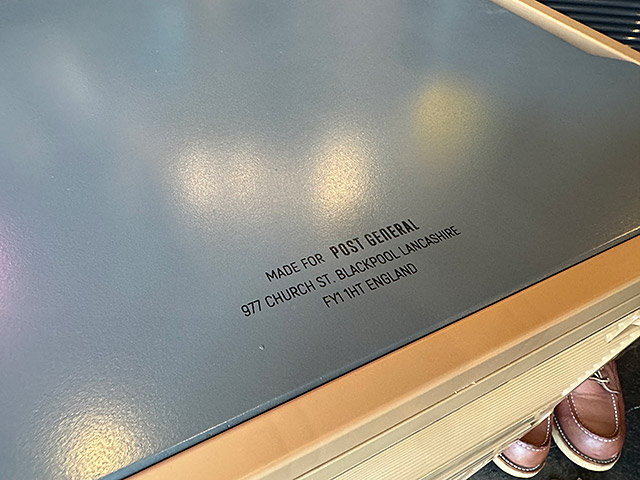 MADE FOR POST GENERAL
977 CHURCH ST. BLACKPOOL LANCASHIRE
FY1 1HT ENGLAND